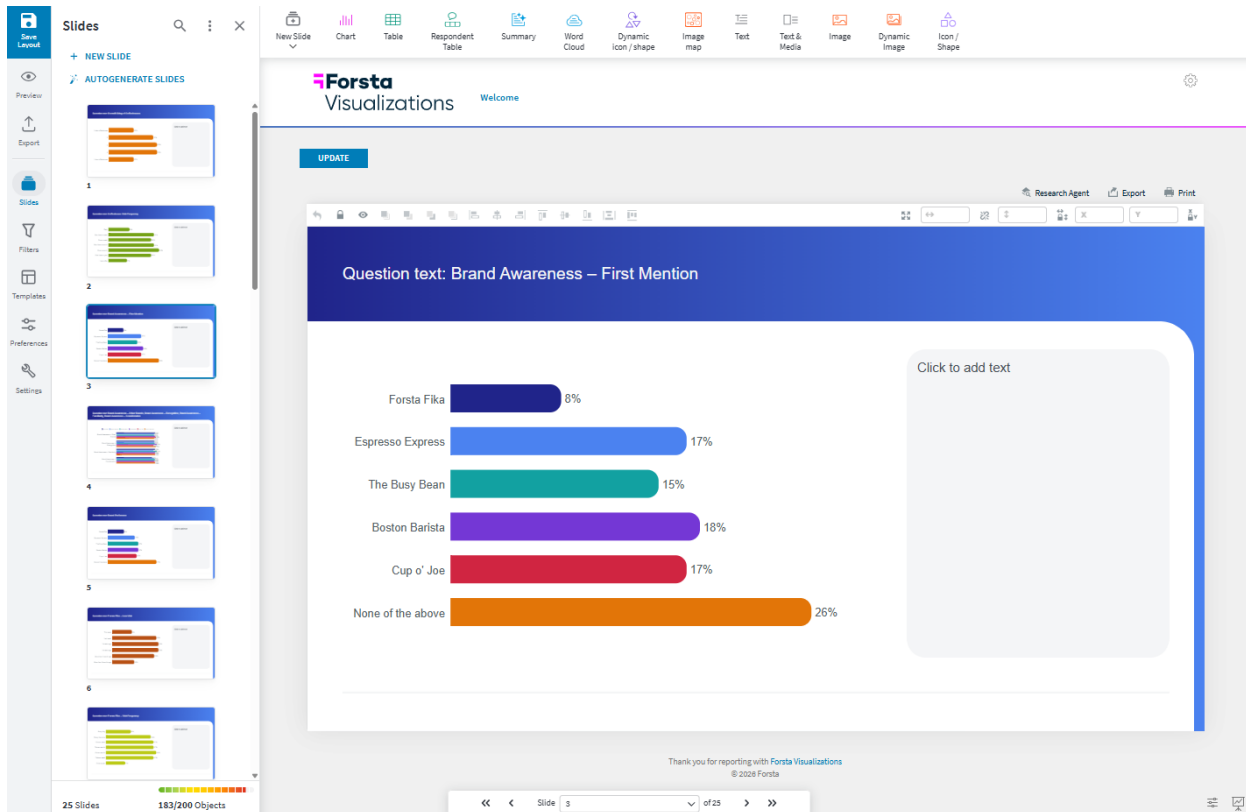 Save
Layout
Preview
Export
Slides
Filters
Templates
Preferences
Settings
Slides
+ NEW SLIDE
AUTOGENERATE SLIDES
1
2
3
4
5
6
25 Slides
183/200 Objects
New Slide
Chart
Table
Respondent
Table
Summary
Word
Cloud
Dynamic
icon / shape
Image
map
Text
Text &
Media
Image
Dynamic
Image
Icon /
Shape
Forsta
Visualizations
Welcome
UPDATE
Research Agent
Export
Print
X
Y
Question text: Brand Awareness – First Mention
Click to add text
Forsta Fika 8%
Espresso Express 17%
The Busy Bean 15%
Boston Barista 18%
Cup o' Joe 17%
None of the above 26%
Thank you for reporting with Forsta Visualizations
© 2026 Forsta
Slide 3 of 25